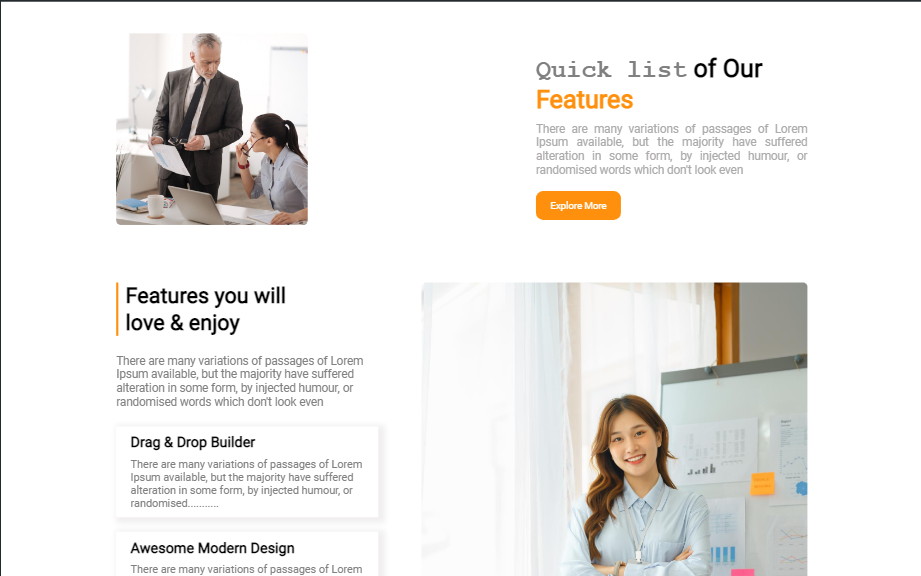 Quick list of Our
Features
There are many variations of passages of Lorem
Ipsum available, but the majority have suffered
alteration in some form, by injected humour, or
randomised words which don't look even
Explore More
Features you will
love & enjoy
There are many variations of passages of Lorem
Ipsum available, but the majority have suffered
alteration in some form, by injected humour, or
randomised words which don't look even
Drag & Drop Builder
There are many variations of passages of Lorem
Ipsum available, but the majority have suffered
alteration in some form, by injected humour, or
randomised...........
Awesome Modern Design
There are many variations of passages of Lorem